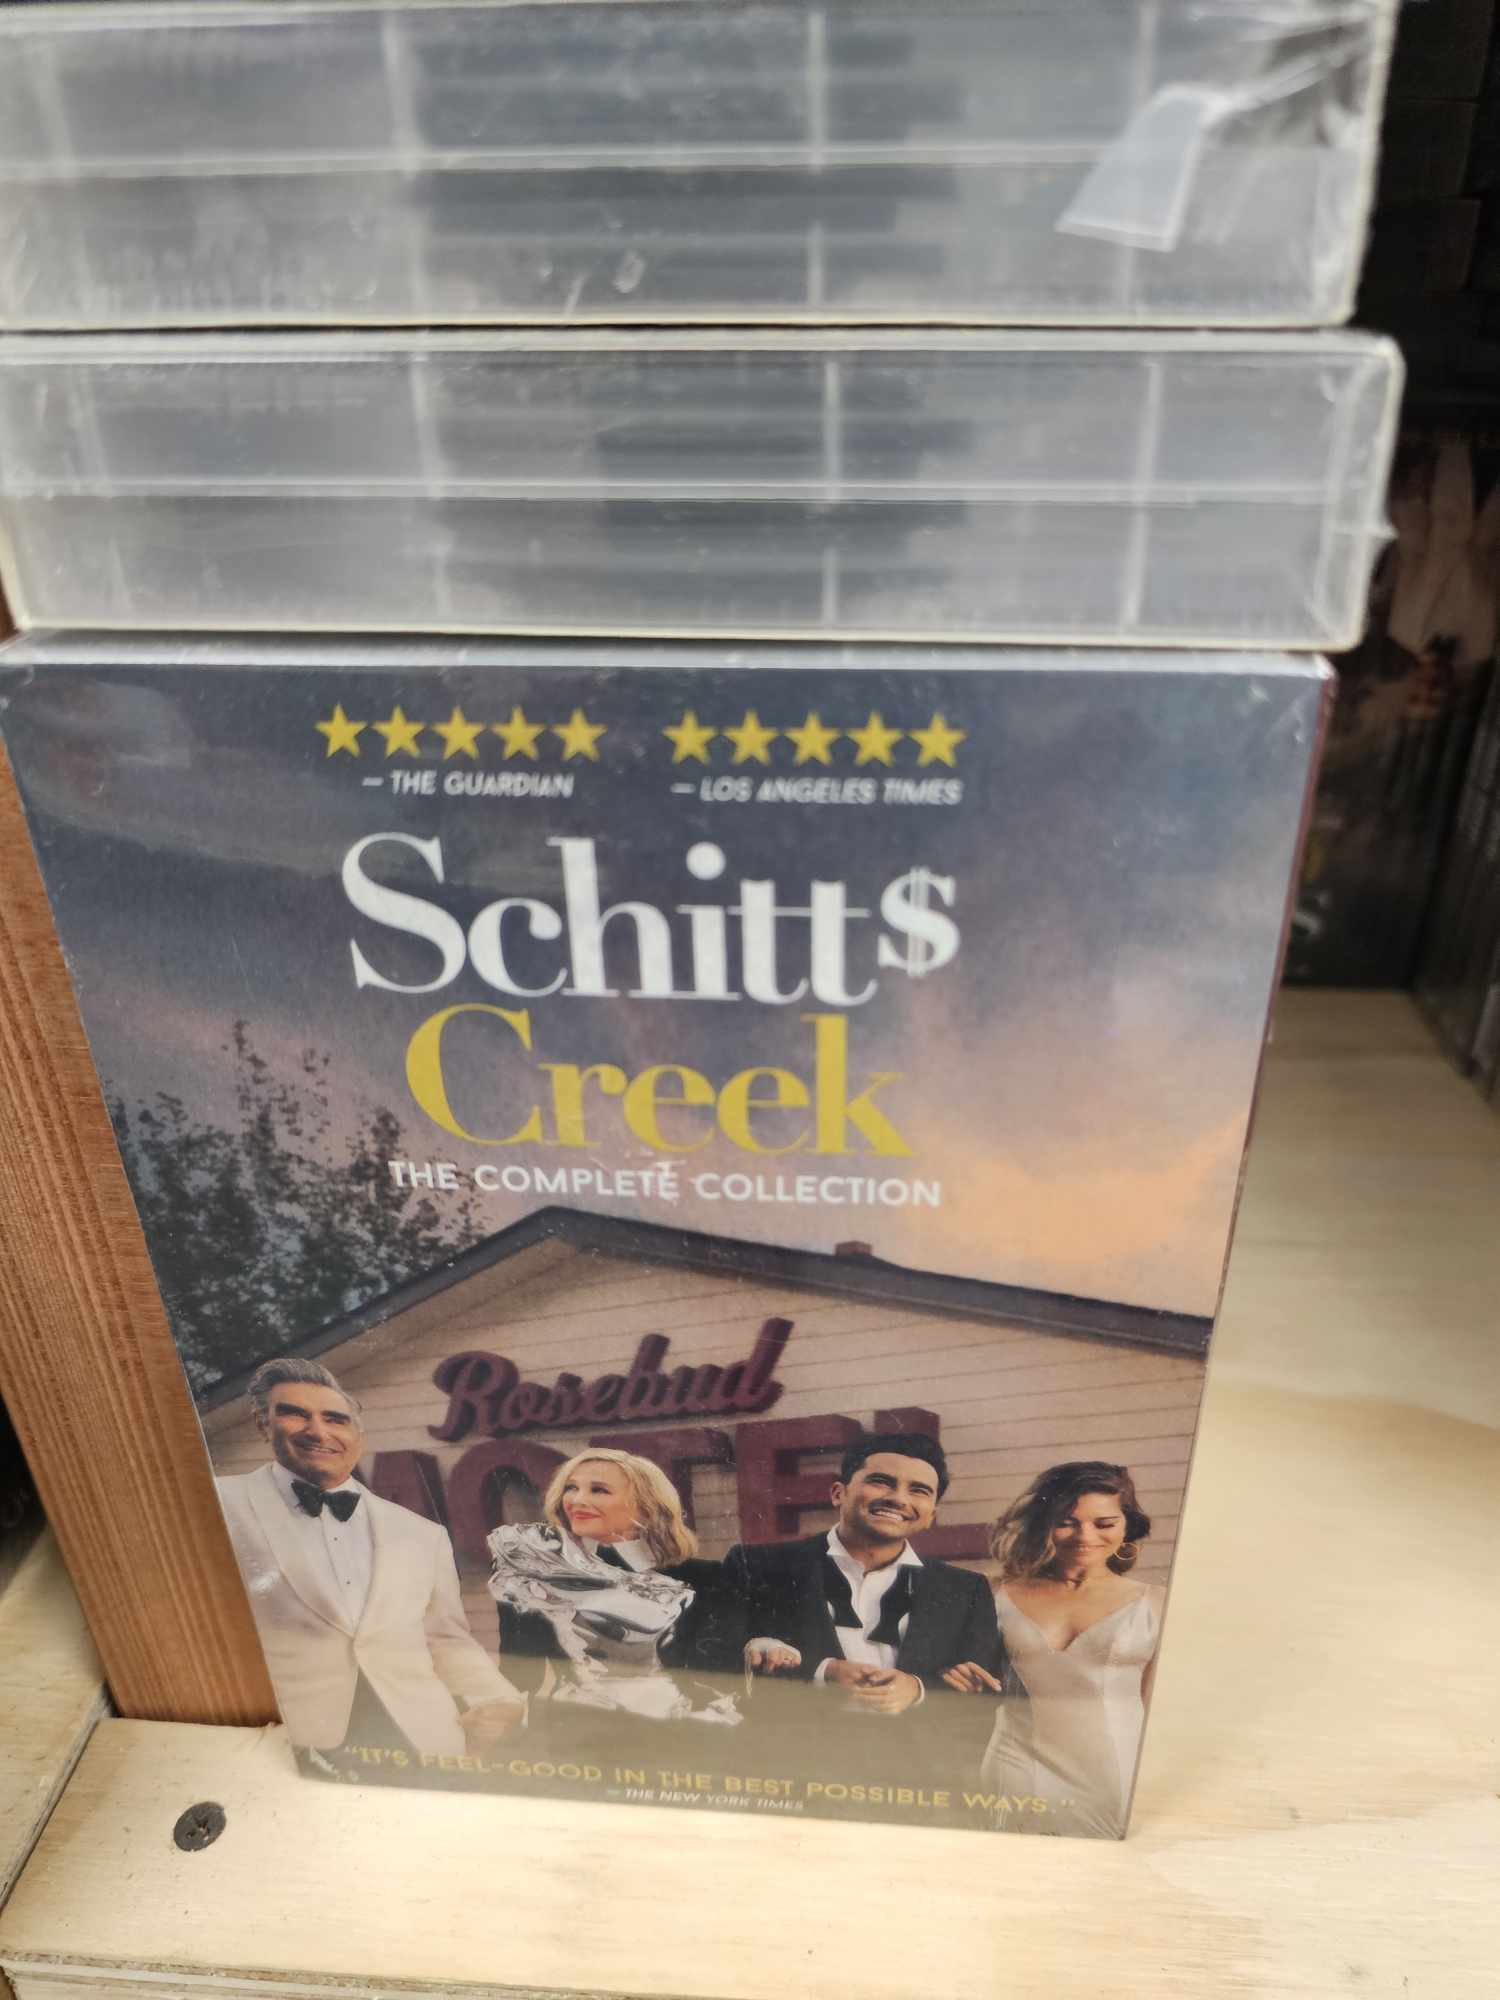 — THE GUARDIAN
— LOS ANGELES TIMES
Schitt$
Creek
THE COMPLETE COLLECTION
Rosebud
MOTEL
"IT'S FEEL-GOOD IN THE BEST POSSIBLE WAYS."
— THE NEW YORK TIMES